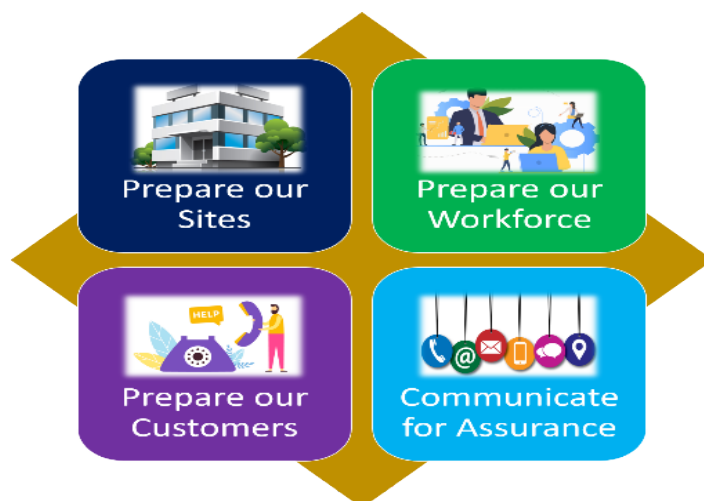 Prepare our
Sites
Prepare our
Workforce
HELP
Prepare our
Customers
@
Communicate
for Assurance